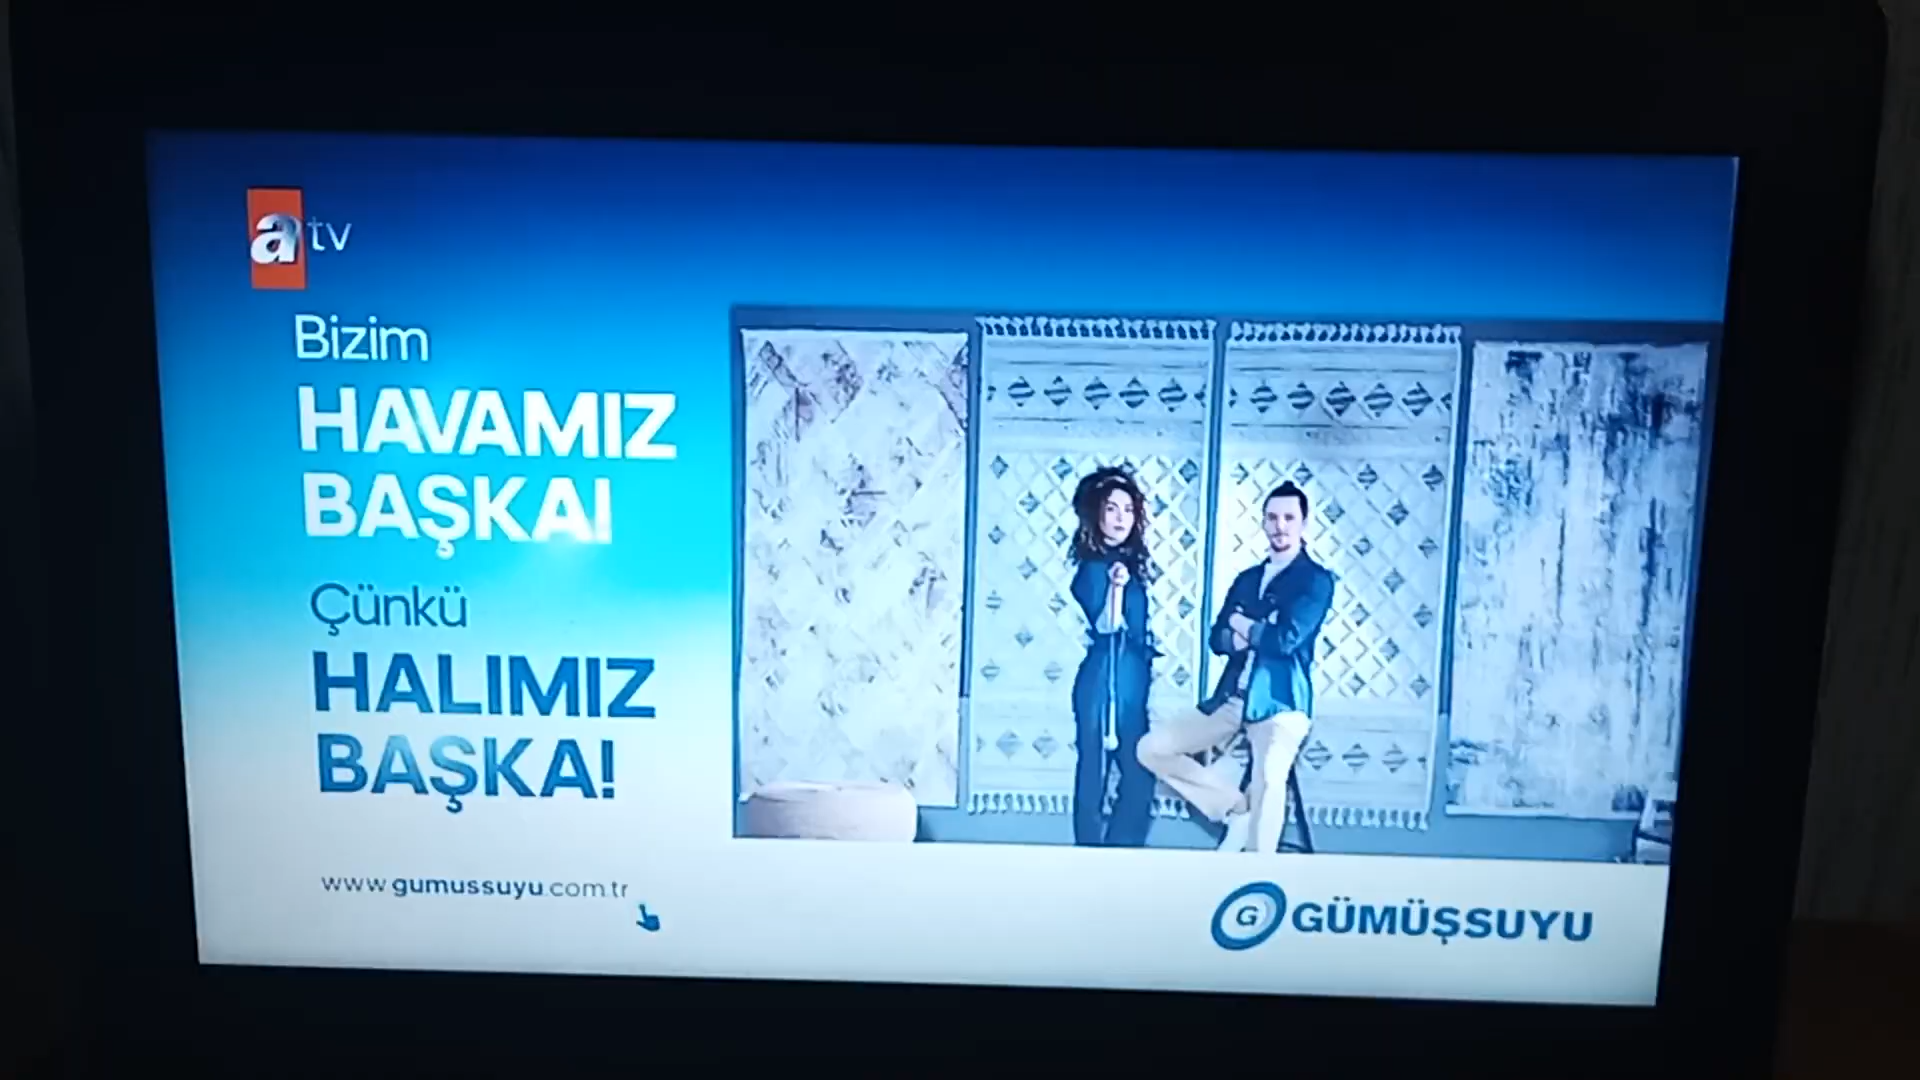 atv
Bizim
HAVAMIZ
BAŞKA!
Çünkü
HALIMIZ
BAŞKA!
www.gumussuyu.com.tr
G GÜMÜŞSUYU